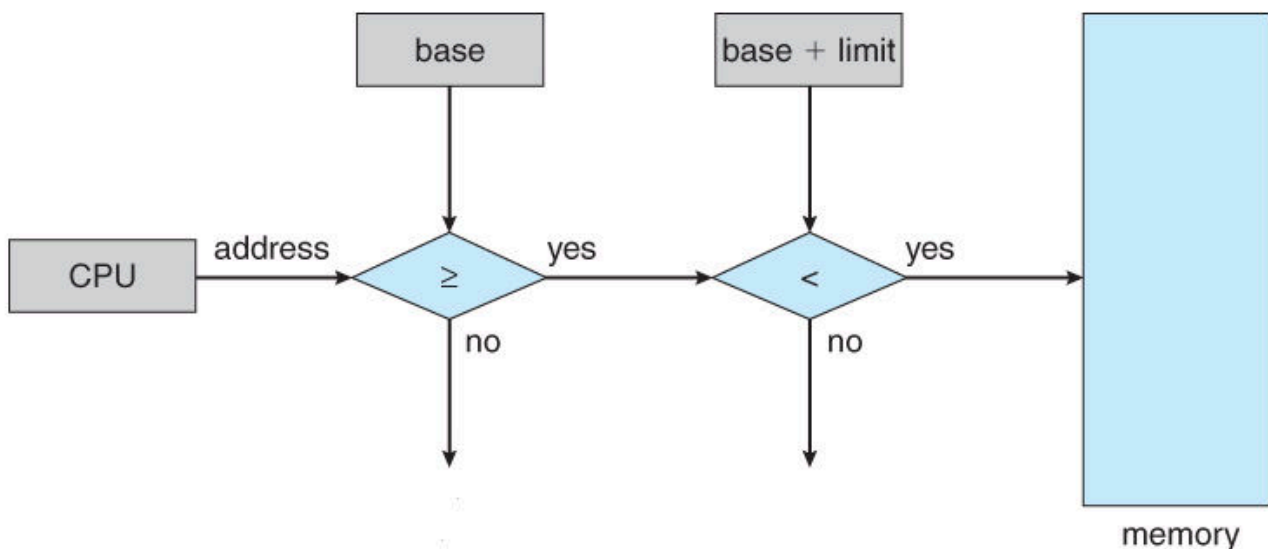 base
base + limit
CPU
address
≥
yes
<
yes
no
no
memory